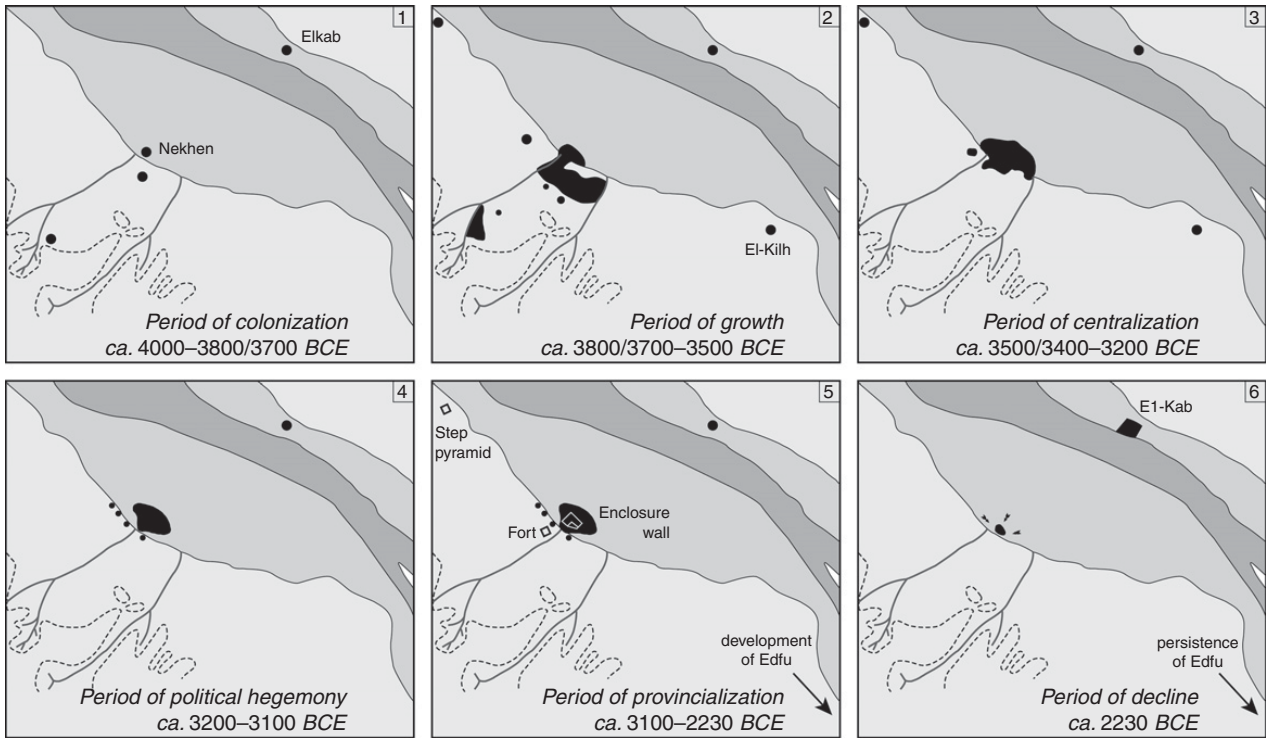 1
Elkab
Nekhen
Period of colonization
ca. 4000–3800/3700 BCE
2
El-Kilh
Period of growth
ca. 3800/3700–3500 BCE
3
Period of centralization
ca. 3500/3400–3200 BCE
4
Period of political hegemony
ca. 3200–3100 BCE
5
Step
pyramid
Fort
Enclosure
wall
development
of Edfu
Period of provincialization
ca. 3100–2230 BCE
6
E1-Kab
persistence
of Edfu
Period of decline
ca. 2230 BCE